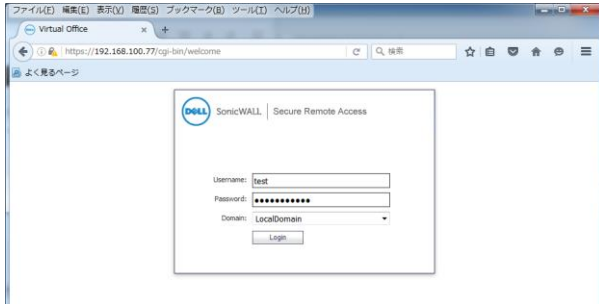 ファイル(F) 編集(E) 表示(V) 履歴(S) ブックマーク(B) ツール(T) ヘルプ(H)
Virtual Office
https://192.168.100.77/cgi-bin/welcome
検索
よく見るページ
DELL SonicWALL Secure Remote Access
Username: test
Password:
Domain: LocalDomain
Login